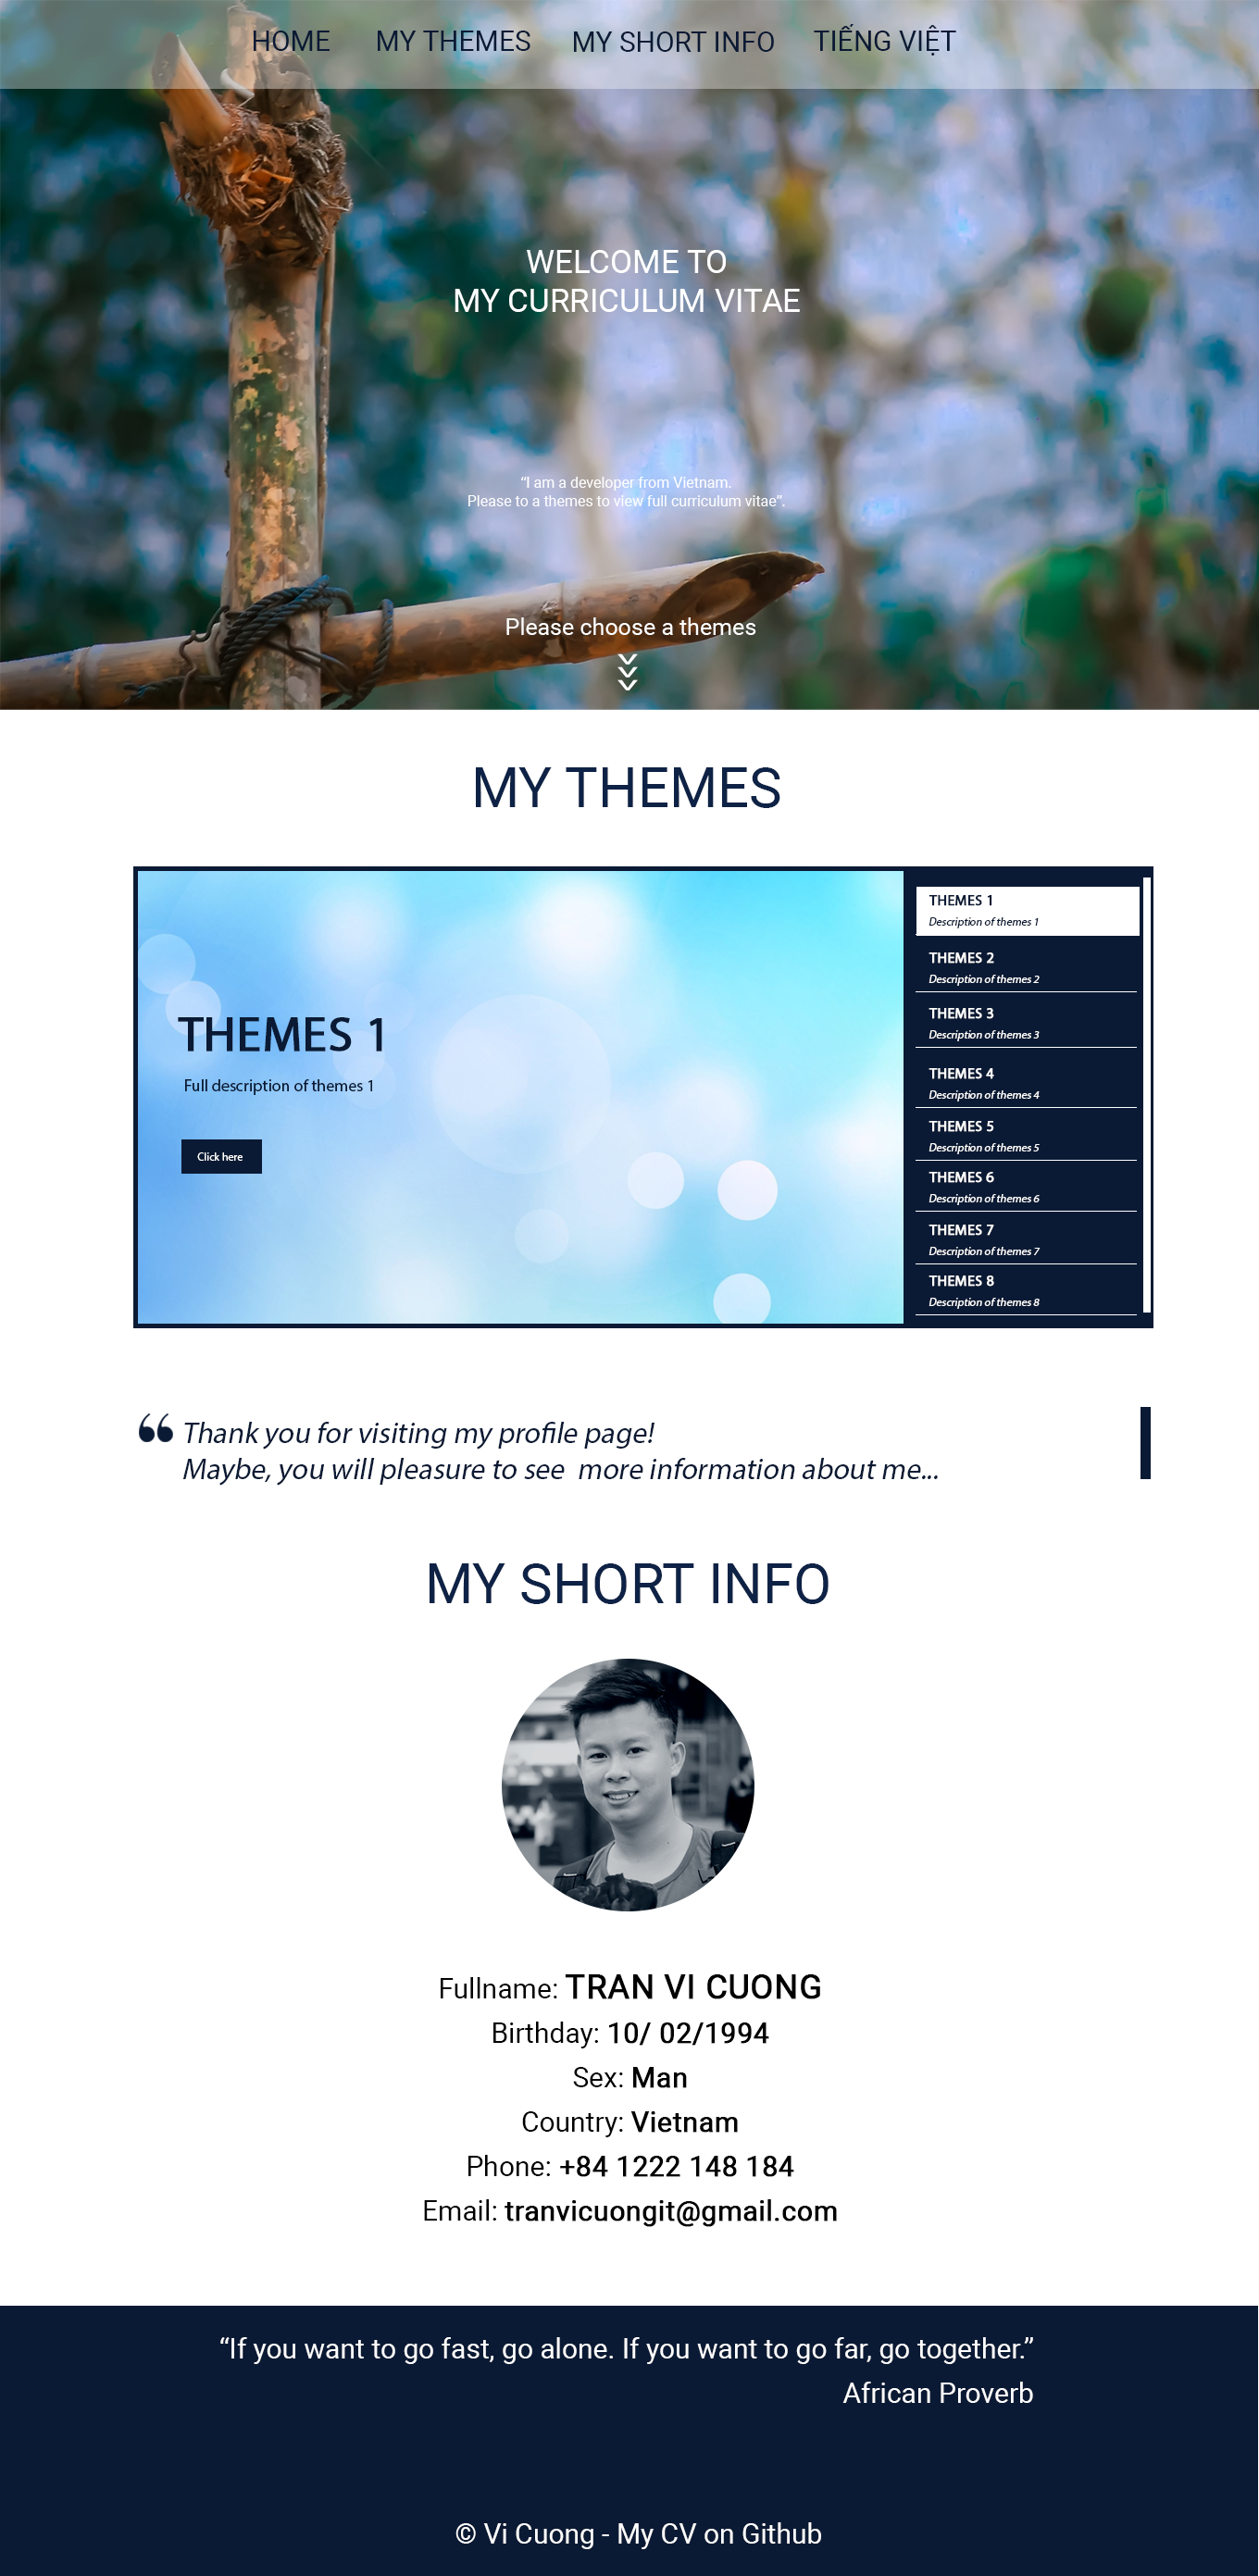 HOME MY THEMES MY SHORT INFO TIẾNG VIỆT
WELCOME TO
MY CURRICULUM VITAE
“I am a developer from Vietnam.
Please to a themes to view full curriculum vitae”.
Please choose a themes
MY THEMES
THEMES 1
Full description of themes 1
Click here
THEMES 1
Description of themes 1
THEMES 2
Description of themes 2
THEMES 3
Description of themes 3
THEMES 4
Description of themes 4
THEMES 5
Description of themes 5
THEMES 6
Description of themes 6
THEMES 7
Description of themes 7
THEMES 8
Description of themes 8
“ Thank you for visiting my profile page!
Maybe, you will pleasure to see  more information about me...
MY SHORT INFO
Fullname: TRAN VI CUONG
Birthday: 10/ 02/1994
Sex: Man
Country: Vietnam
Phone: +84 1222 148 184
Email: tranvicuongit@gmail.com
“If you want to go fast, go alone. If you want to go far, go together.”
African Proverb
© Vi Cuong - My CV on Github